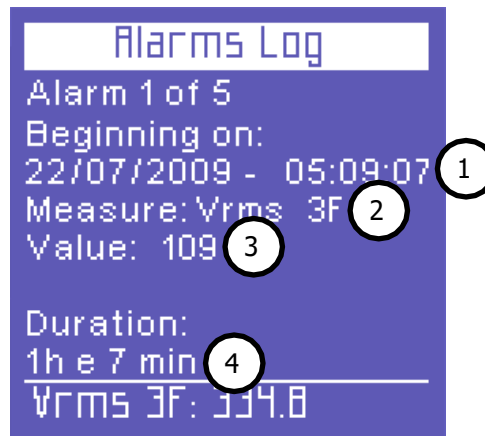 Alarms Log
Alarm 1 of 5
Beginning on:
22/07/2009 - 05:09:07 1
Measure: Vrms 3F 2
Value: 109 3
Duration:
1h e 7 min 4
Vrms 3F: 334.8